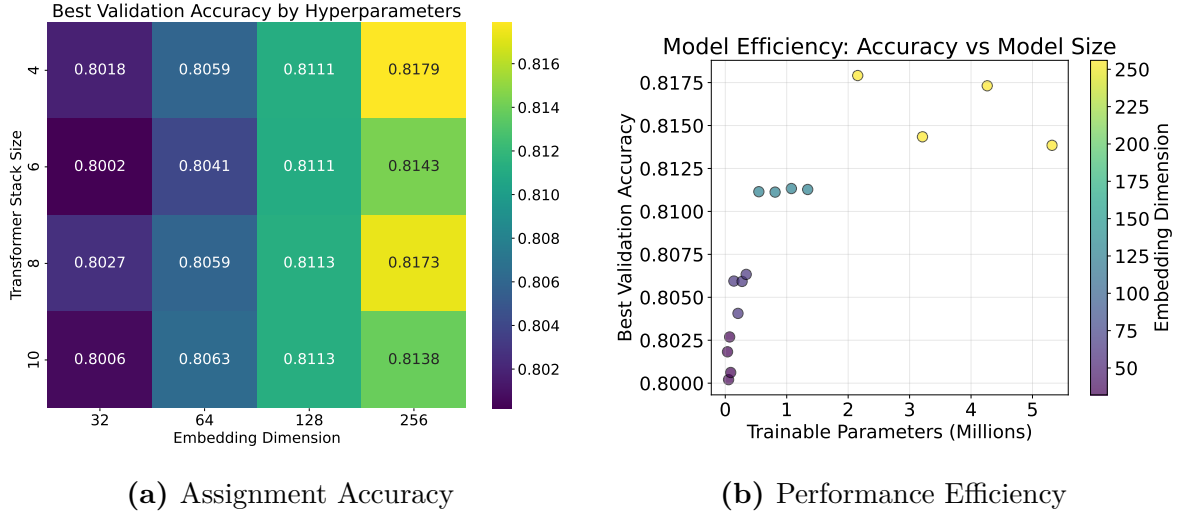 Best Validation Accuracy by Hyperparameters
Transformer Stack Size
4
0.8018 0.8059 0.8111 0.8179
6
0.8002 0.8041 0.8111 0.8143
8
0.8027 0.8059 0.8113 0.8173
10
0.8006 0.8063 0.8113 0.8138
32 64 128 256
Embedding Dimension
0.816
0.814
0.812
0.810
0.808
0.806
0.804
0.802
(a) Assignment Accuracy
Model Efficiency: Accuracy vs Model Size
Best Validation Accuracy
0.8175
0.8150
0.8125
0.8100
0.8075
0.8050
0.8025
0.8000
0 1 2 3 4 5
Trainable Parameters (Millions)
250
225
200
175
150
125
100
75
50
Embedding Dimension
(b) Performance Efficiency